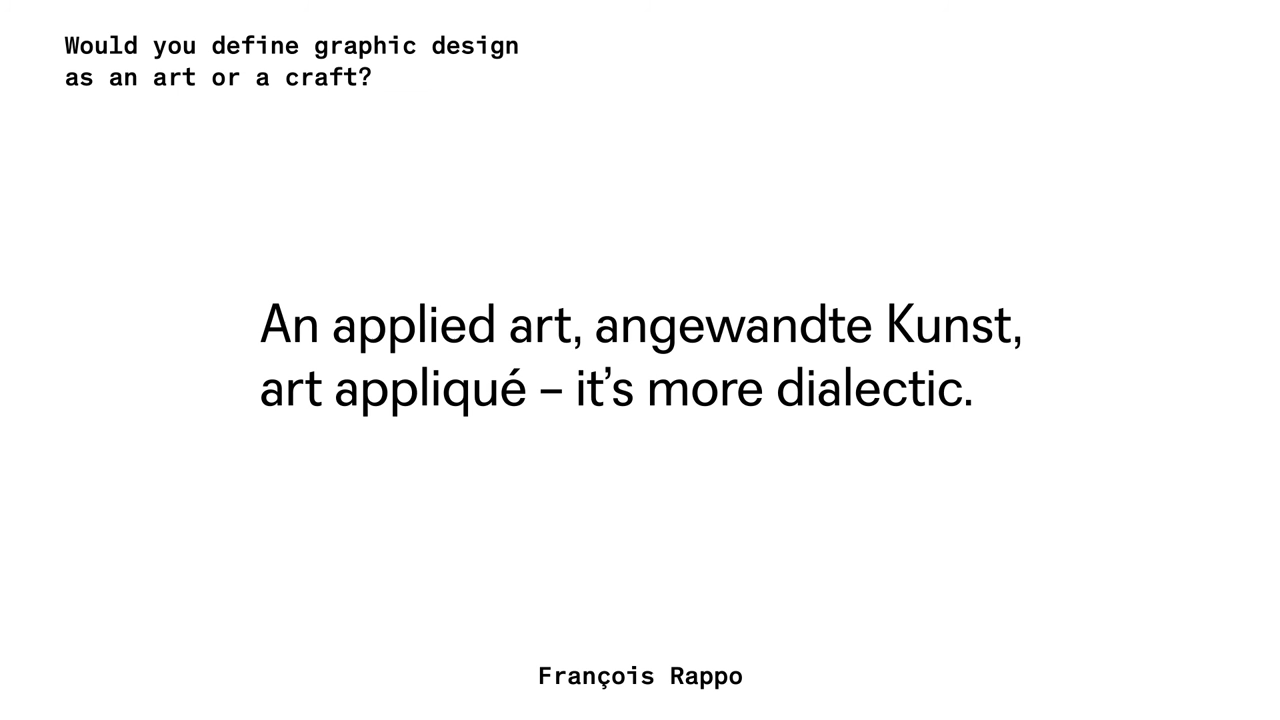 Would you define graphic design
as an art or a craft?
An applied art, angewandte Kunst,
art appliqué – it’s more dialectic.
François Rappo